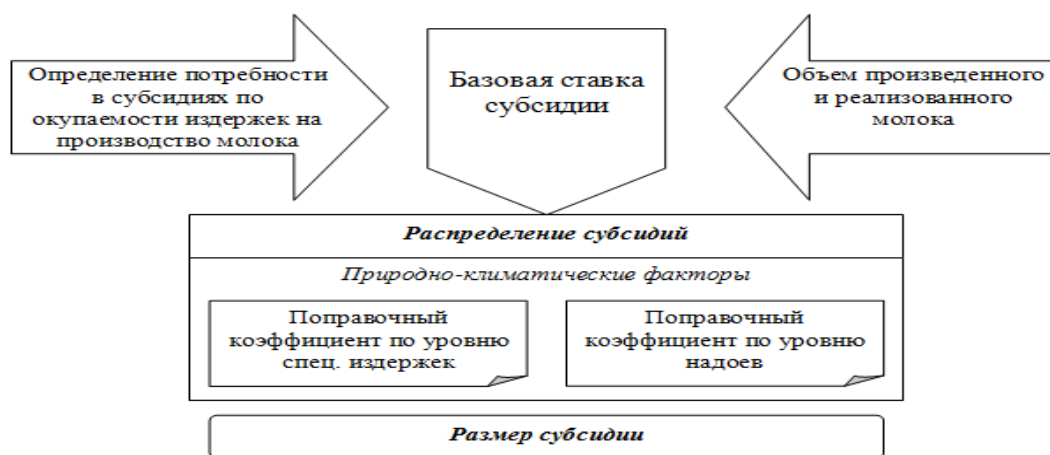 Определение потребности
в субсидиях по
окупаемости издержек на
производство молока
Базовая ставка
субсидии
Объем произведенного
и реализованного
молока
Распределение субсидий
Природно-климатические факторы
Поправочный
коэффициент по уровню
спец. издержек
Поправочный
коэффициент по уровню
надоев
Размер субсидии